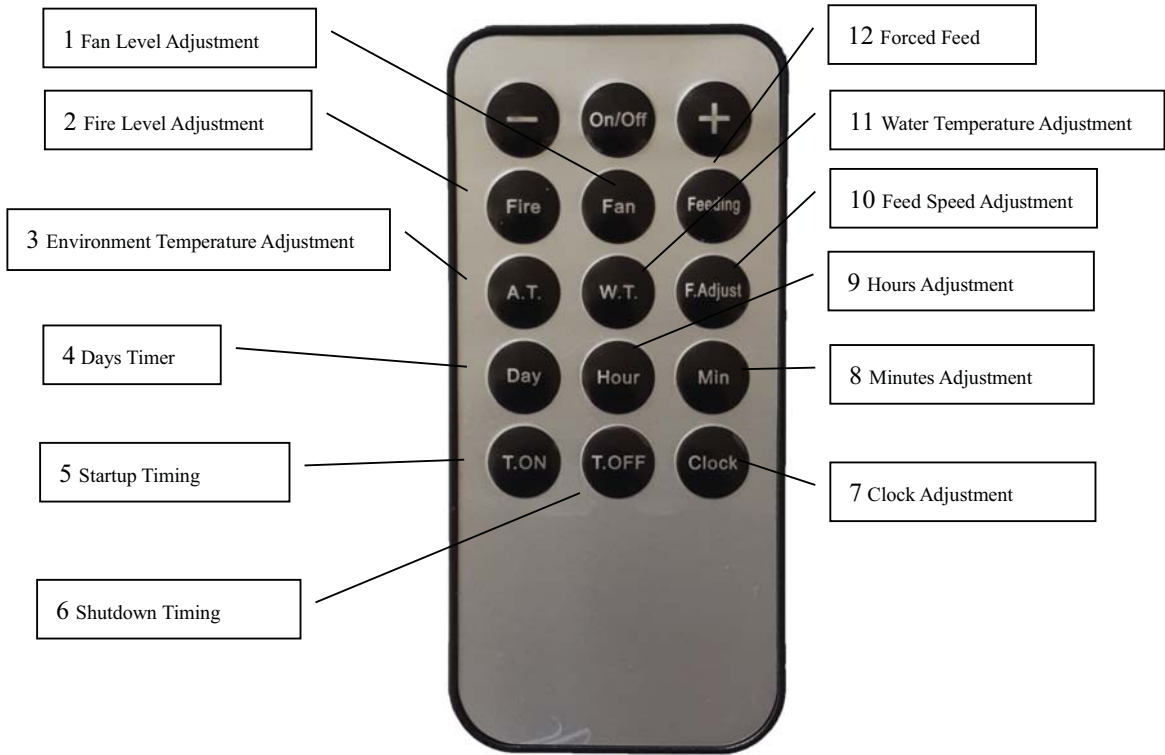 1 Fan Level Adjustment
2 Fire Level Adjustment
3 Environment Temperature Adjustment
4 Days Timer
5 Startup Timing
6 Shutdown Timing
− On/Off +
Fire Fan Feeding
A.T. W.T. F.Adjust
Day Hour Min
T.ON T.OFF Clock
12 Forced Feed
11 Water Temperature Adjustment
10 Feed Speed Adjustment
9 Hours Adjustment
8 Minutes Adjustment
7 Clock Adjustment